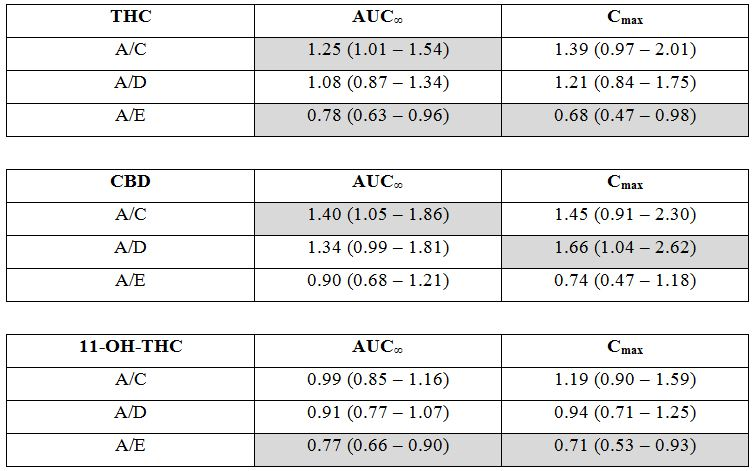 THC AUC∞ Cmax
A/C 1.25 (1.01 – 1.54) 1.39 (0.97 – 2.01)
A/D 1.08 (0.87 – 1.34) 1.21 (0.84 – 1.75)
A/E 0.78 (0.63 – 0.96) 0.68 (0.47 – 0.98)
CBD AUC∞ Cmax
A/C 1.40 (1.05 – 1.86) 1.45 (0.91 – 2.30)
A/D 1.34 (0.99 – 1.81) 1.66 (1.04 – 2.62)
A/E 0.90 (0.68 – 1.21) 0.74 (0.47 – 1.18)
11-OH-THC AUC∞ Cmax
A/C 0.99 (0.85 – 1.16) 1.19 (0.90 – 1.59)
A/D 0.91 (0.77 – 1.07) 0.94 (0.71 – 1.25)
A/E 0.77 (0.66 – 0.90) 0.71 (0.53 – 0.93)